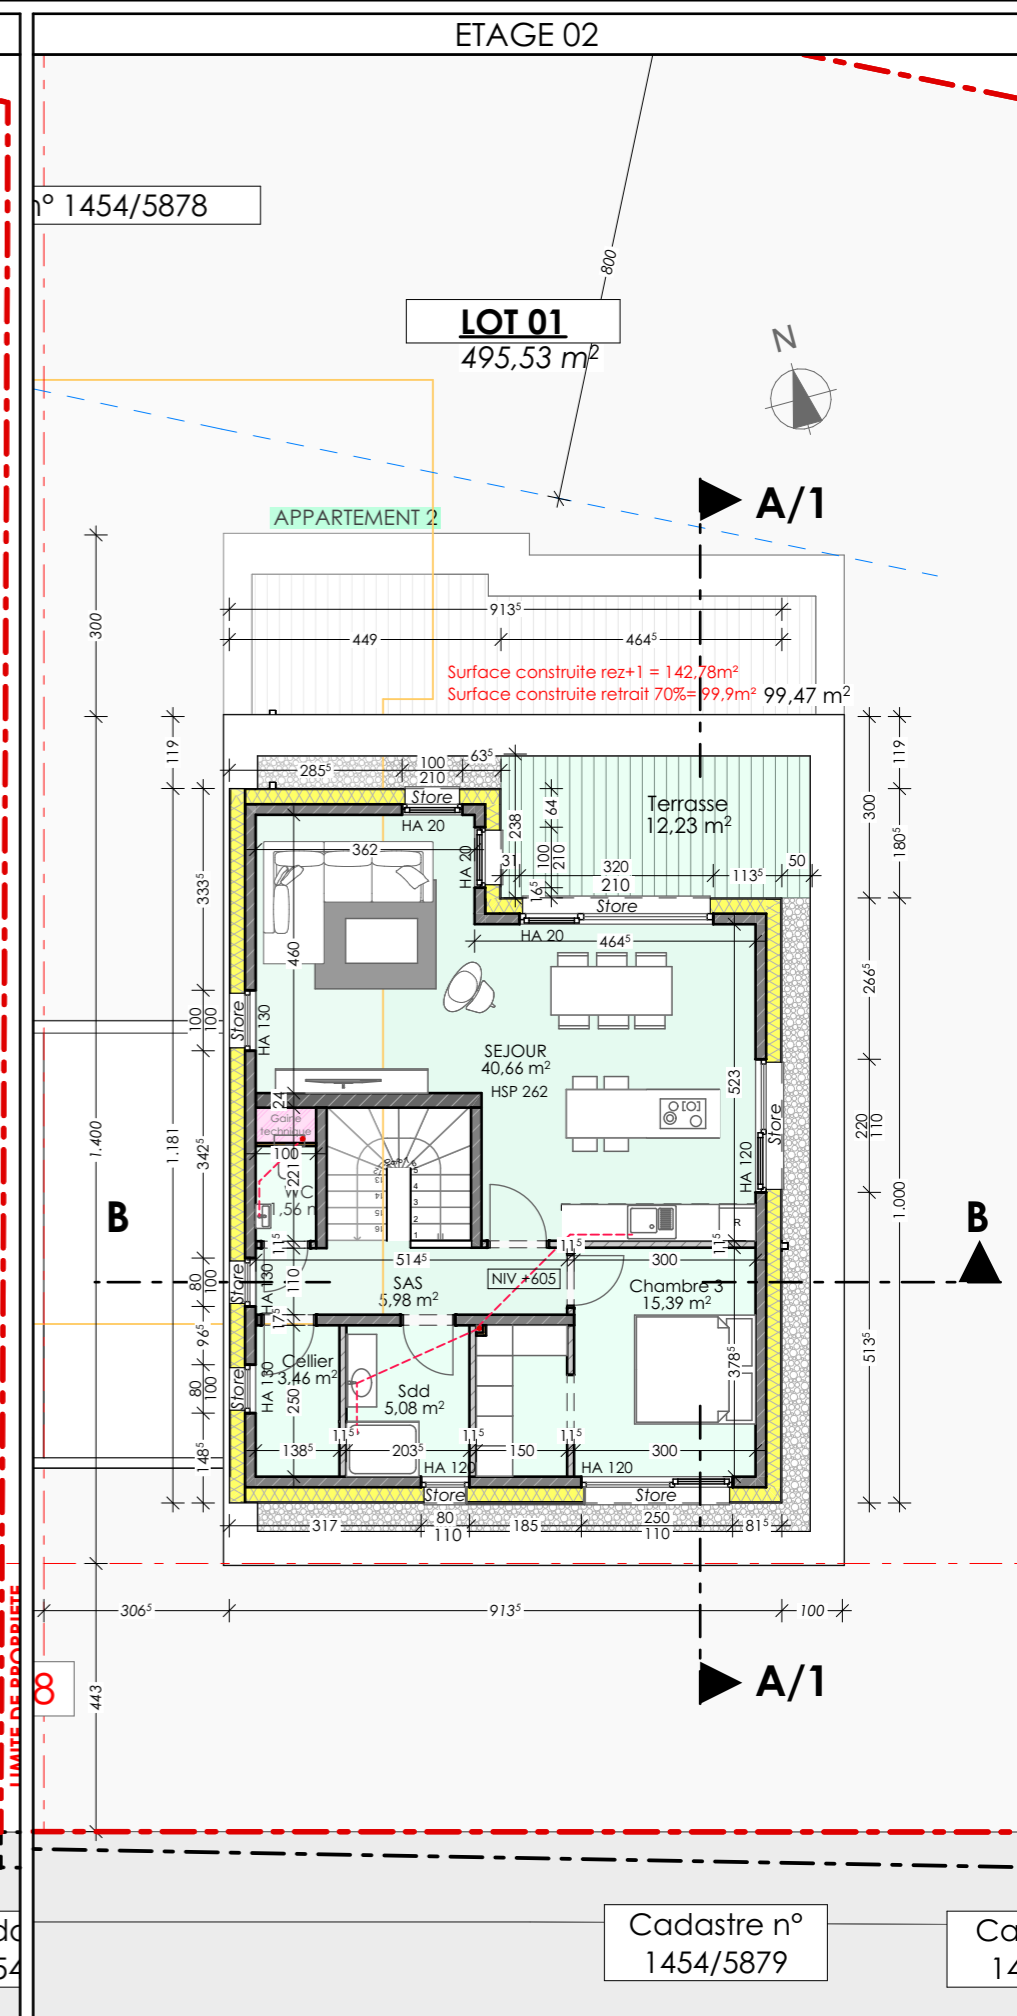 ETAGE 02
n° 1454/5878
800
LOT 01
495,53 m²
N
A/1
APPARTEMENT 2
300
913⁵
449
464⁵
Surface construite rez+1 = 142,78m²
Surface construite retrait 70%= 99,9m² 99,47 m²
119
119
285⁵
100
210
63⁵
Store
HA 20
238
64
100
210
Terrasse
12,23 m²
300
180⁵
362
HA 20
31
16⁵
320
210
113⁵
50
Store
333⁵
HA 20
464⁵
460
266⁵
100
100
Store
HA 130
SEJOUR
40,66 m²
HSP 262
523
220
110
Store
24
Gaine
technique
100
1.400
1.181
342⁵
221
WC
1,56
HA 120
1.000
B
B
R
11⁵
11⁵
11⁵
514⁵
300
80
100
Store
HA 130
110
SAS
5,98 m²
NIV +605
Chambre 3
15,39 m²
17⁵
96⁵
Cellier
3,46 m²
378⁵
513⁵
80
100
Store
HA 130
250
Sdd
5,08 m²
11⁵
11⁵
11⁵
138⁵
203⁵
150
300
148⁵
HA 120
HA 120
Store
Store
317
80
110
185
250
110
81⁵
306⁵
913⁵
100
LIMITE DE PROPRIETE
8
443
A/1
Cadastre n°
1454/5879
Ca
14
54